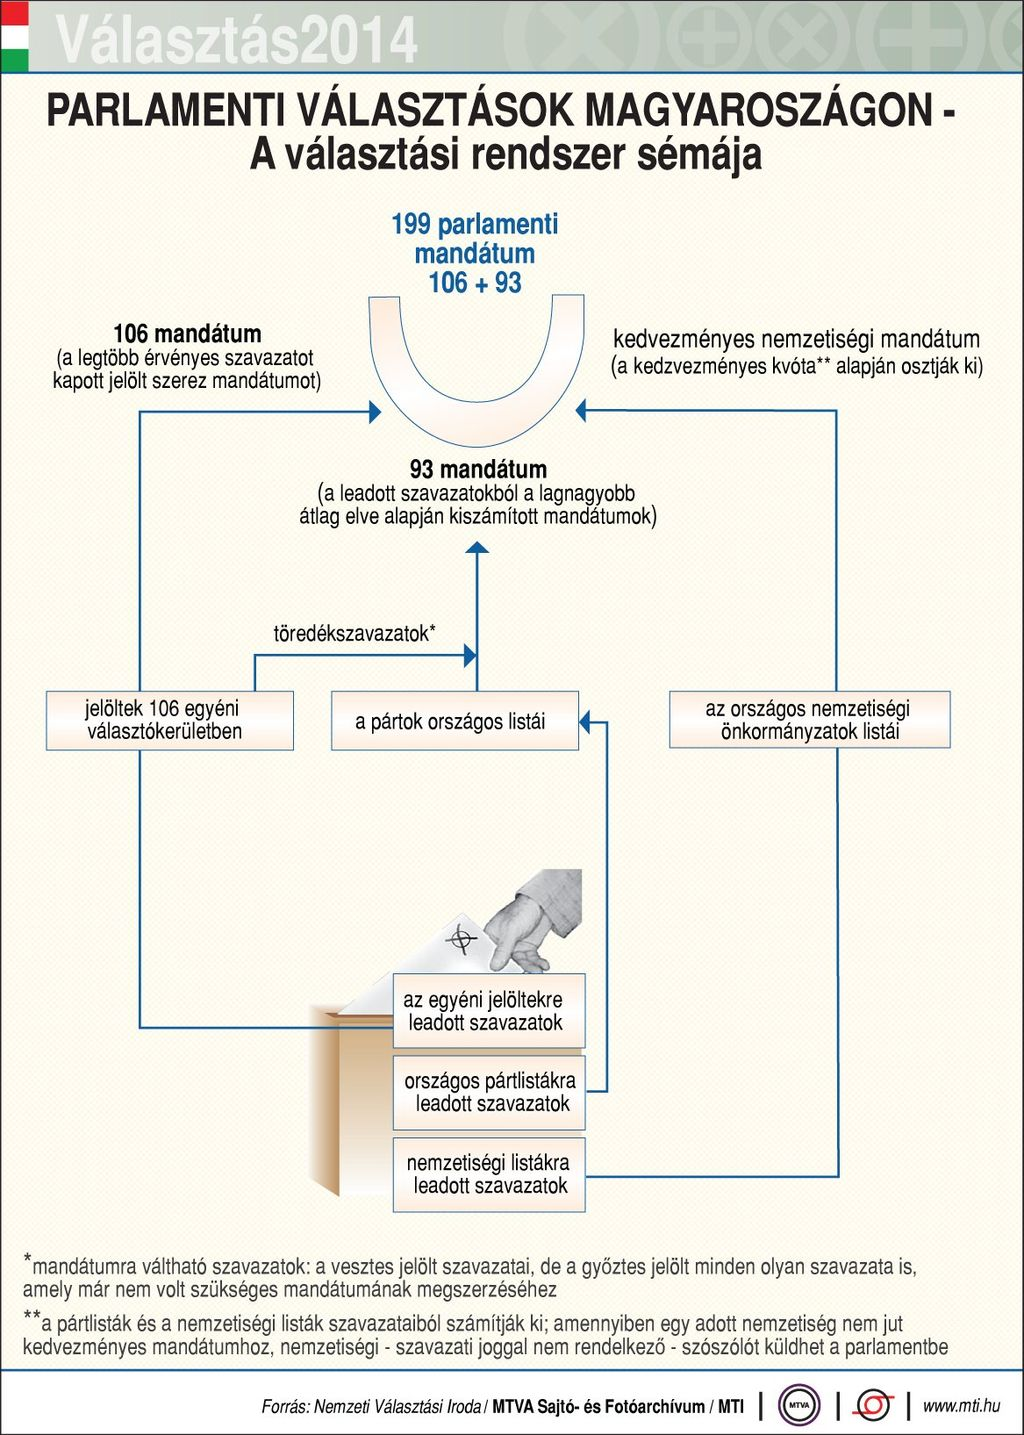 Választás2014
PARLAMENTI VÁLASZTÁSOK MAGYAROSZÁGON -
A választási rendszer sémája
199 parlamenti
mandátum
106 + 93
106 mandátum
(a legtöbb érvényes szavazatot
kapott jelölt szerez mandátumot)
kedvezményes nemzetiségi mandátum
(a kedzvezményes kvóta** alapján osztják ki)
93 mandátum
(a leadott szavazatokból a lagnagyobb
átlag elve alapján kiszámított mandátumok)
töredékszavazatok*
jelöltek 106 egyéni
választókerületben
a pártok országos listái
az országos nemzetiségi
önkormányzatok listái
az egyéni jelöltekre
leadott szavazatok
országos pártlistákra
leadott szavazatok
nemzetiségi listákra
leadott szavazatok
*mandátumra váltható szavazatok: a vesztes jelölt szavazatai, de a győztes jelölt minden olyan szavazata is,
amely már nem volt szükséges mandátumának megszerzéséhez
**a pártlisták és a nemzetiségi listák szavazataiból számítják ki; amennyiben egy adott nemzetiség nem jut
kedvezményes mandátumhoz, nemzetiségi - szavazati joggal nem rendelkező - szószólót küldhet a parlamentbe
Forrás: Nemzeti Választási Iroda / MTVA Sajtó- és Fotóarchívum / MTI
MTVA
www.mti.hu